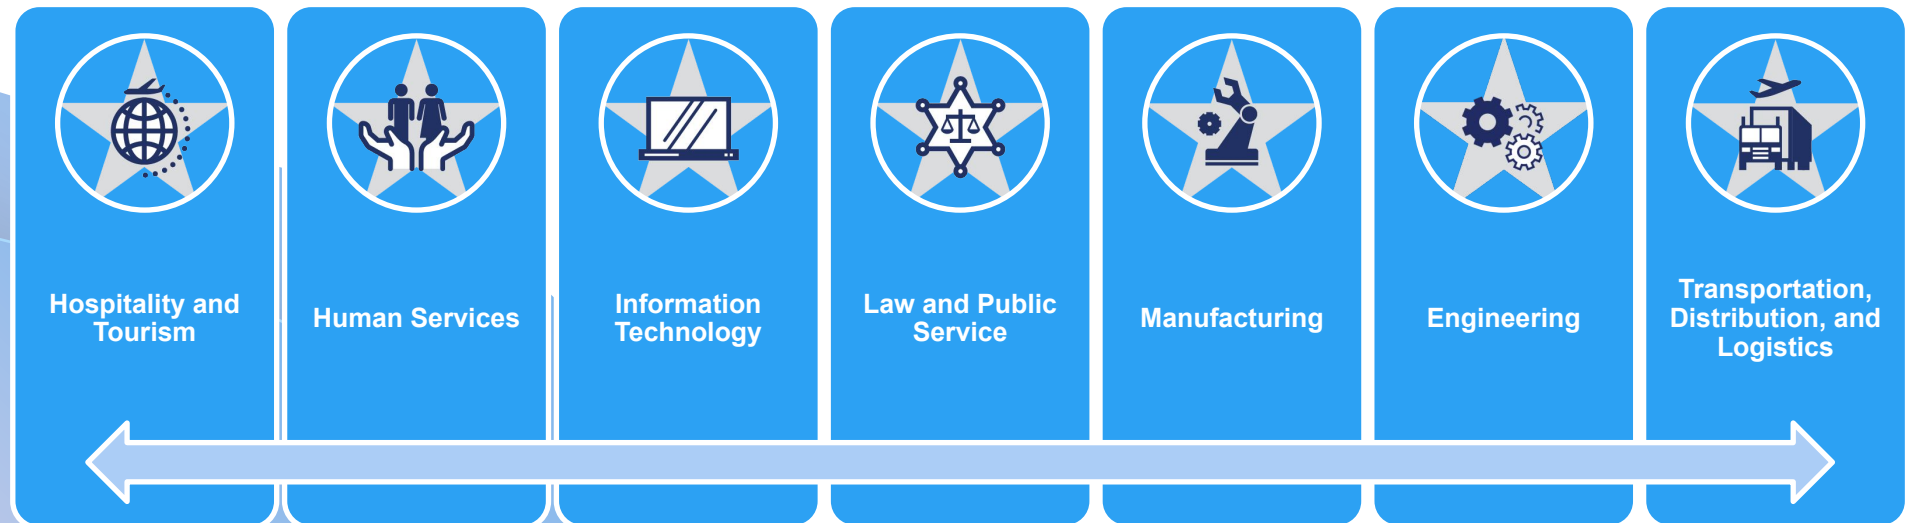 Hospitality and
Tourism
Human Services
Information
Technology
Law and Public
Service
Manufacturing
Engineering
Transportation,
Distribution, and
Logistics